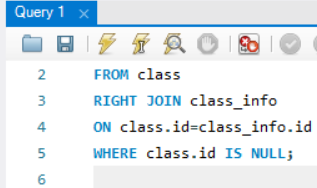 Query 1
2 FROM class
3 RIGHT JOIN class_info
4 ON class.id=class_info.id
5 WHERE class.id IS NULL;
6